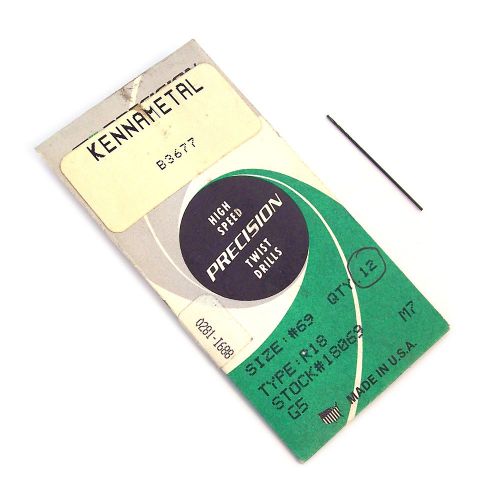 KENNAMETAL
B3677
HIGH
SPEED
PRECISION
TWIST
DRILLS
0281-1688
SIZE: #69 QTY. 12
TYPE: R18
STOCK#18069 M7
G5
MADE IN U.S.A.